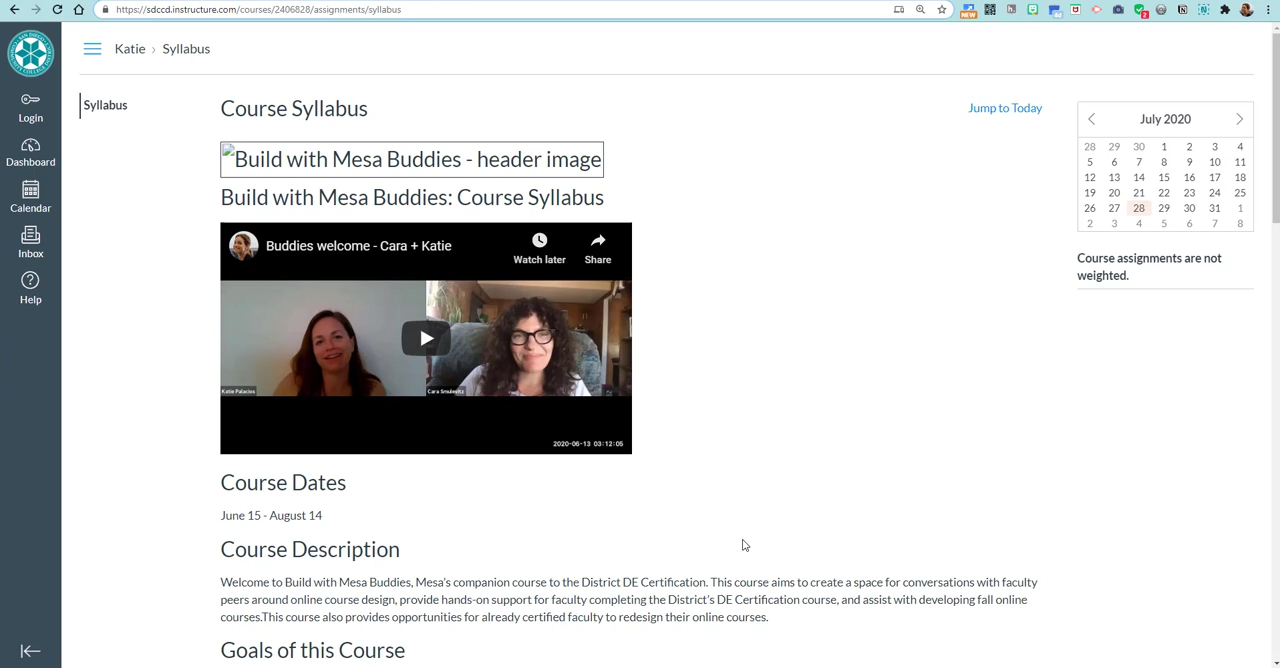 https://sdccd.instructure.com/courses/2406828/assignments/syllabus
NEW
2
Katie › Syllabus
Login
Dashboard
Calendar
Inbox
Help
Syllabus
Course Syllabus
Jump to Today
Build with Mesa Buddies - header image
Build with Mesa Buddies: Course Syllabus
Buddies welcome - Cara + Katie
Watch later
Share
Katie Palacios
Cara Smulevitz
2020-06-13 03:12:05
Course Dates
June 15 - August 14
Course Description
Welcome to Build with Mesa Buddies, Mesa's companion course to the District DE Certification. This course aims to create a space for conversations with faculty
peers around online course design, provide hands-on support for faculty completing the District's DE Certification course, and assist with developing fall online
courses.This course also provides opportunities for already certified faculty to redesign their online courses.
Goals of this Course
July 2020
28 29 30 1 2 3 4
5 6 7 8 9 10 11
12 13 14 15 16 17 18
19 20 21 22 23 24 25
26 27 28 29 30 31 1
2 3 4 5 6 7 8
Course assignments are not
weighted.